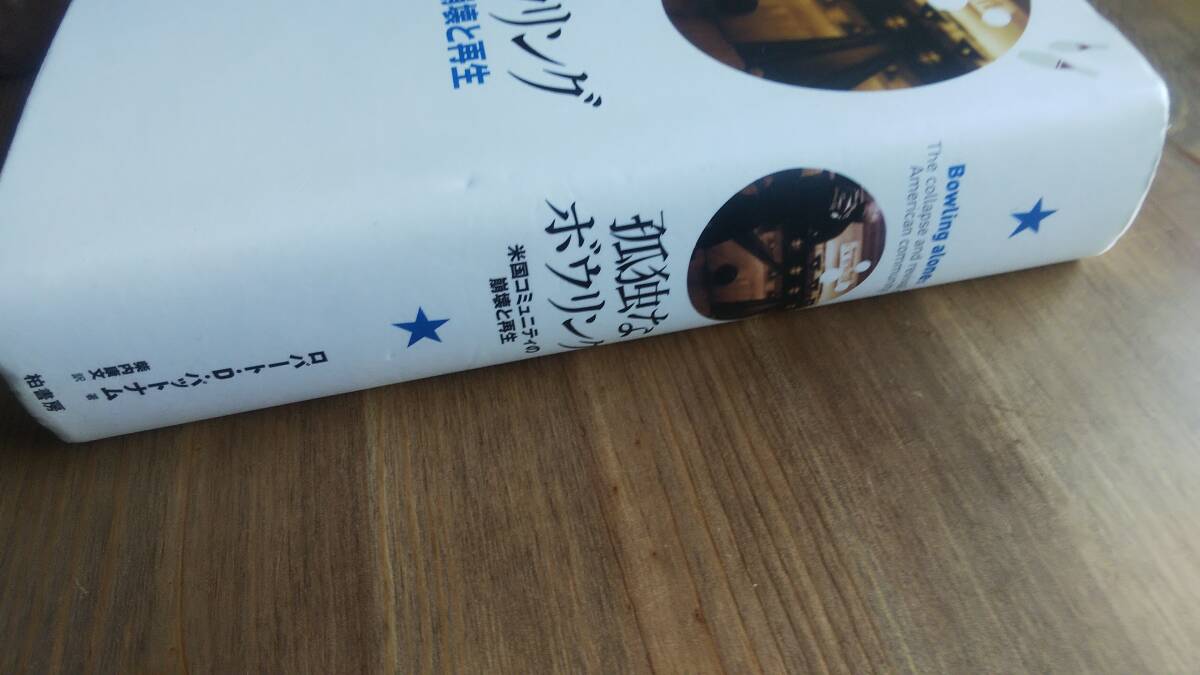 リング
崩壊と再生
Bowling alone:
The collapse and
American
孤独な
ボウリング
米国コミュニティの
崩壊と再生
ロバート・D・パットナム 著
柴内康文 訳
柏書房